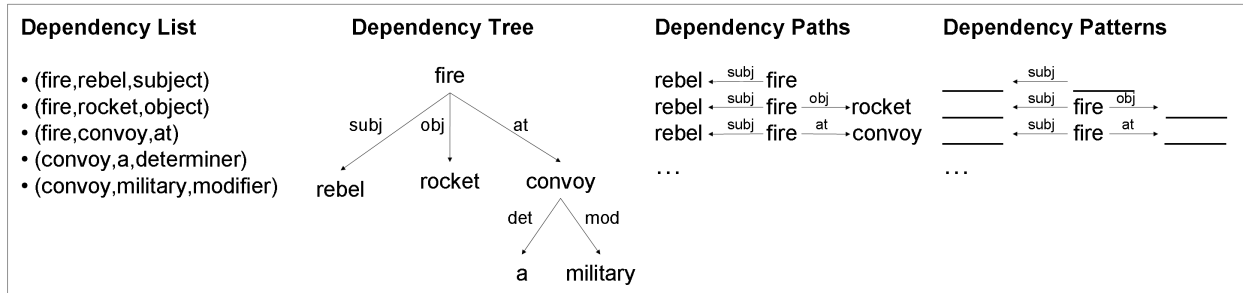 Dependency List
• (fire,rebel,subject)
• (fire,rocket,object)
• (fire,convoy,at)
• (convoy,a,determiner)
• (convoy,military,modifier)
Dependency Tree
fire
subj obj at
rebel rocket convoy
det mod
a military
Dependency Paths
rebel subj fire
rebel subj fire obj rocket
rebel subj fire at convoy
...
Dependency Patterns
subj
subj fire obj
subj fire at
...